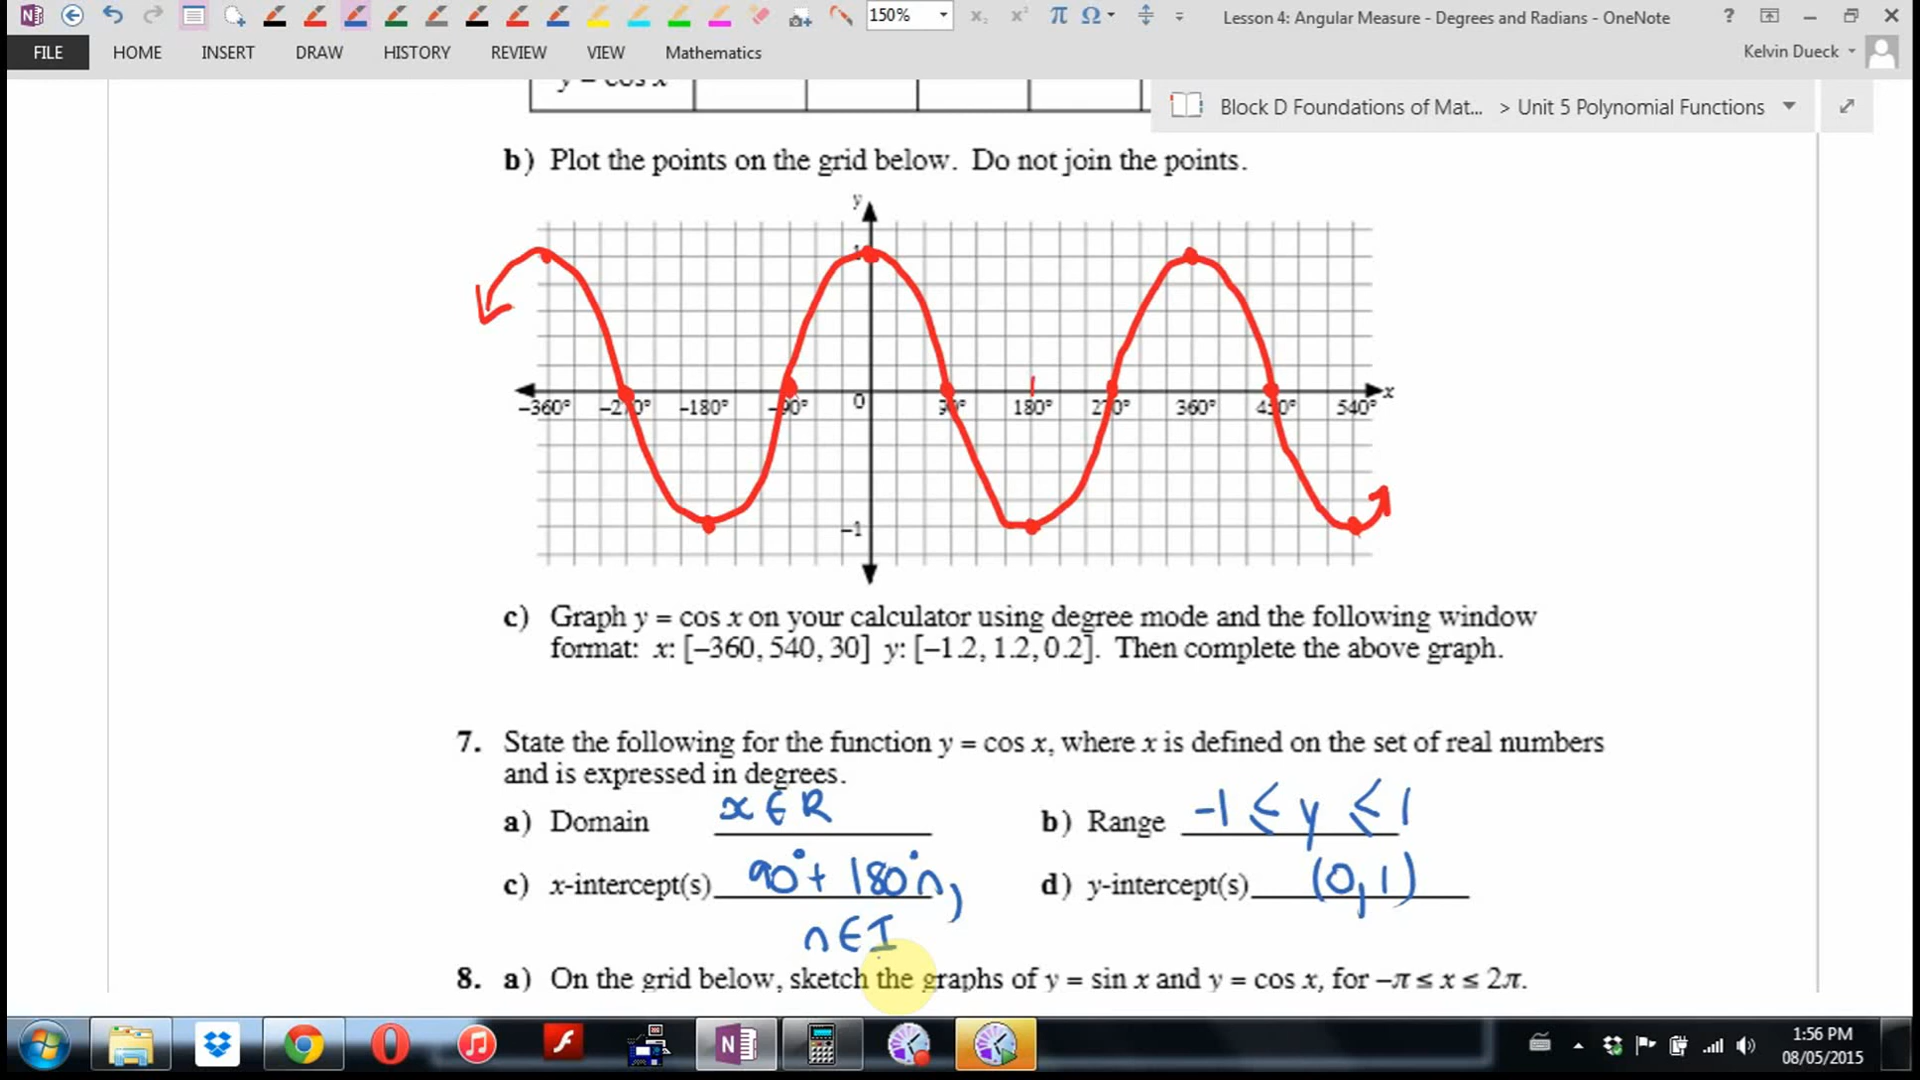 150%
Lesson 4: Angular Measure - Degrees and Radians - OneNote
FILE HOME INSERT DRAW HISTORY REVIEW VIEW Mathematics
Kelvin Dueck
Block D Foundations of Mat... > Unit 5 Polynomial Functions
y = cos x
b) Plot the points on the grid below. Do not join the points.
y
1
x
−360° −270° −180° −90° 0 90° 180° 270° 360° 450° 540°
−1
c) Graph y = cos x on your calculator using degree mode and the following window
format: x: [−360, 540, 30] y: [−1.2, 1.2, 0.2]. Then complete the above graph.
7. State the following for the function y = cos x, where x is defined on the set of real numbers
and is expressed in degrees.
a) Domain x ∈ R b) Range -1 ≤ y ≤ 1
c) x-intercept(s) 90° + 180°n, d) y-intercept(s) (0, 1)
n ∈ I
8. a) On the grid below, sketch the graphs of y = sin x and y = cos x, for −π ≤ x ≤ 2π.
1:56 PM
08/05/2015